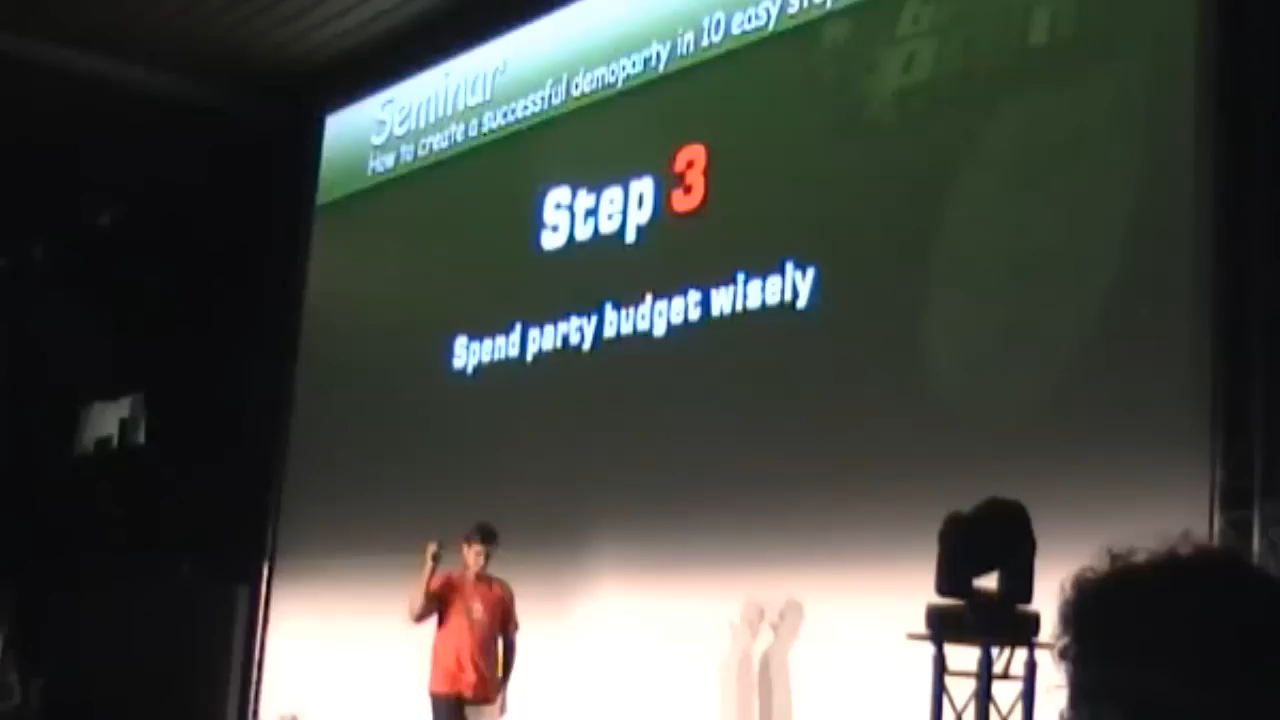 Seminar
How to create a successful demoparty in 10 easy
Step 3
Spend party budget wisely